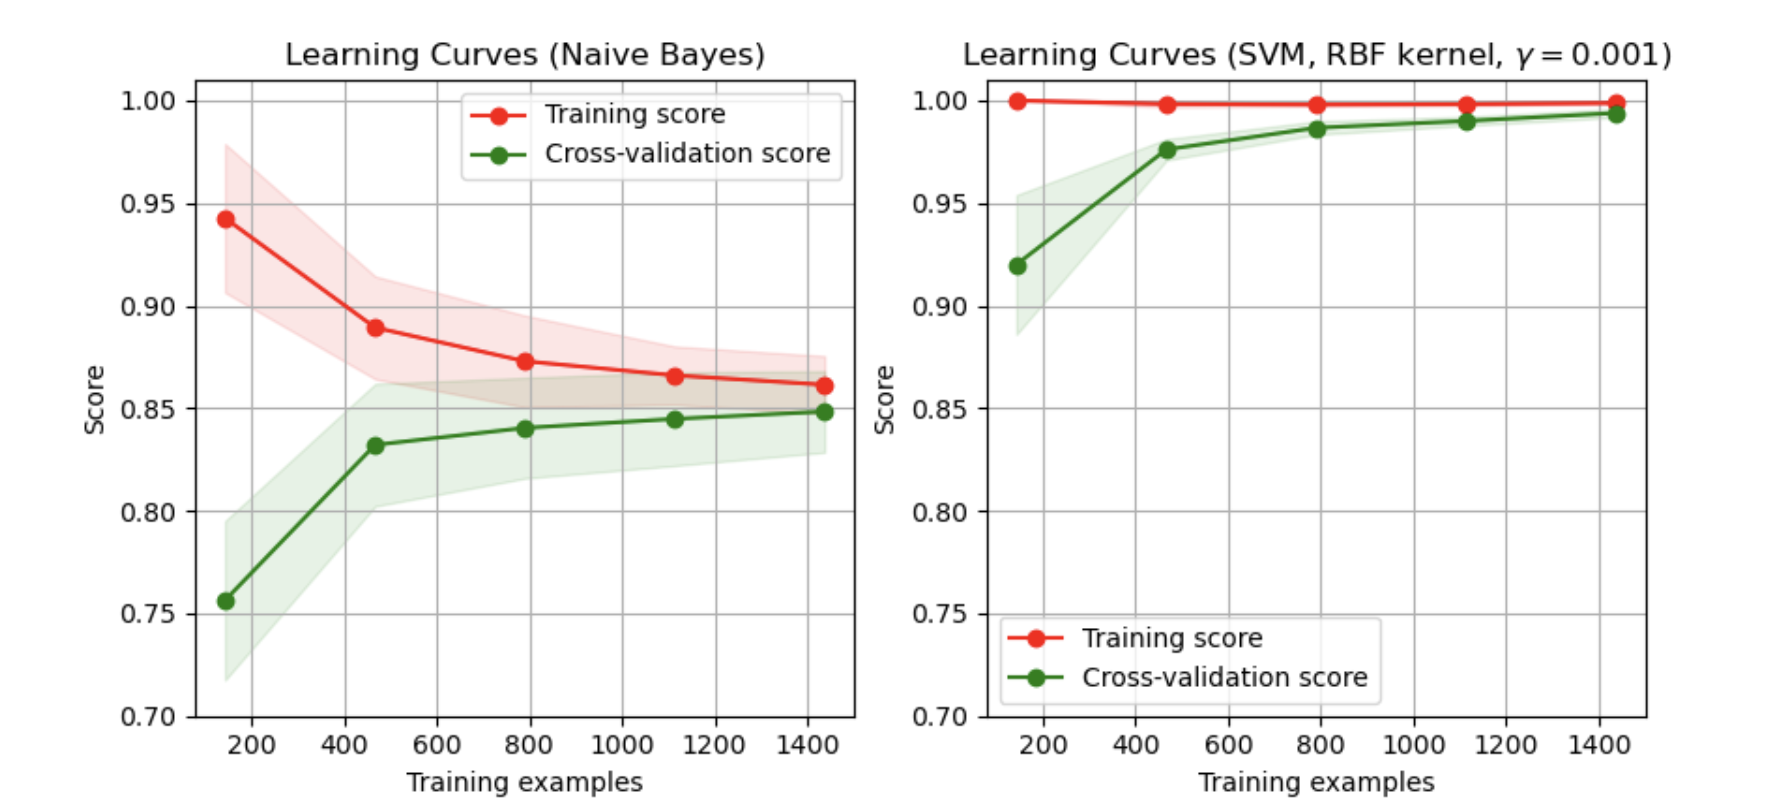 Learning Curves (Naive Bayes)
Score
1.00
0.95
0.90
0.85
0.80
0.75
0.70
Training score
Cross-validation score
200 400 600 800 1000 1200 1400
Training examples
Learning Curves (SVM, RBF kernel, γ = 0.001)
Score
1.00
0.95
0.90
0.85
0.80
0.75
0.70
Training score
Cross-validation score
200 400 600 800 1000 1200 1400
Training examples